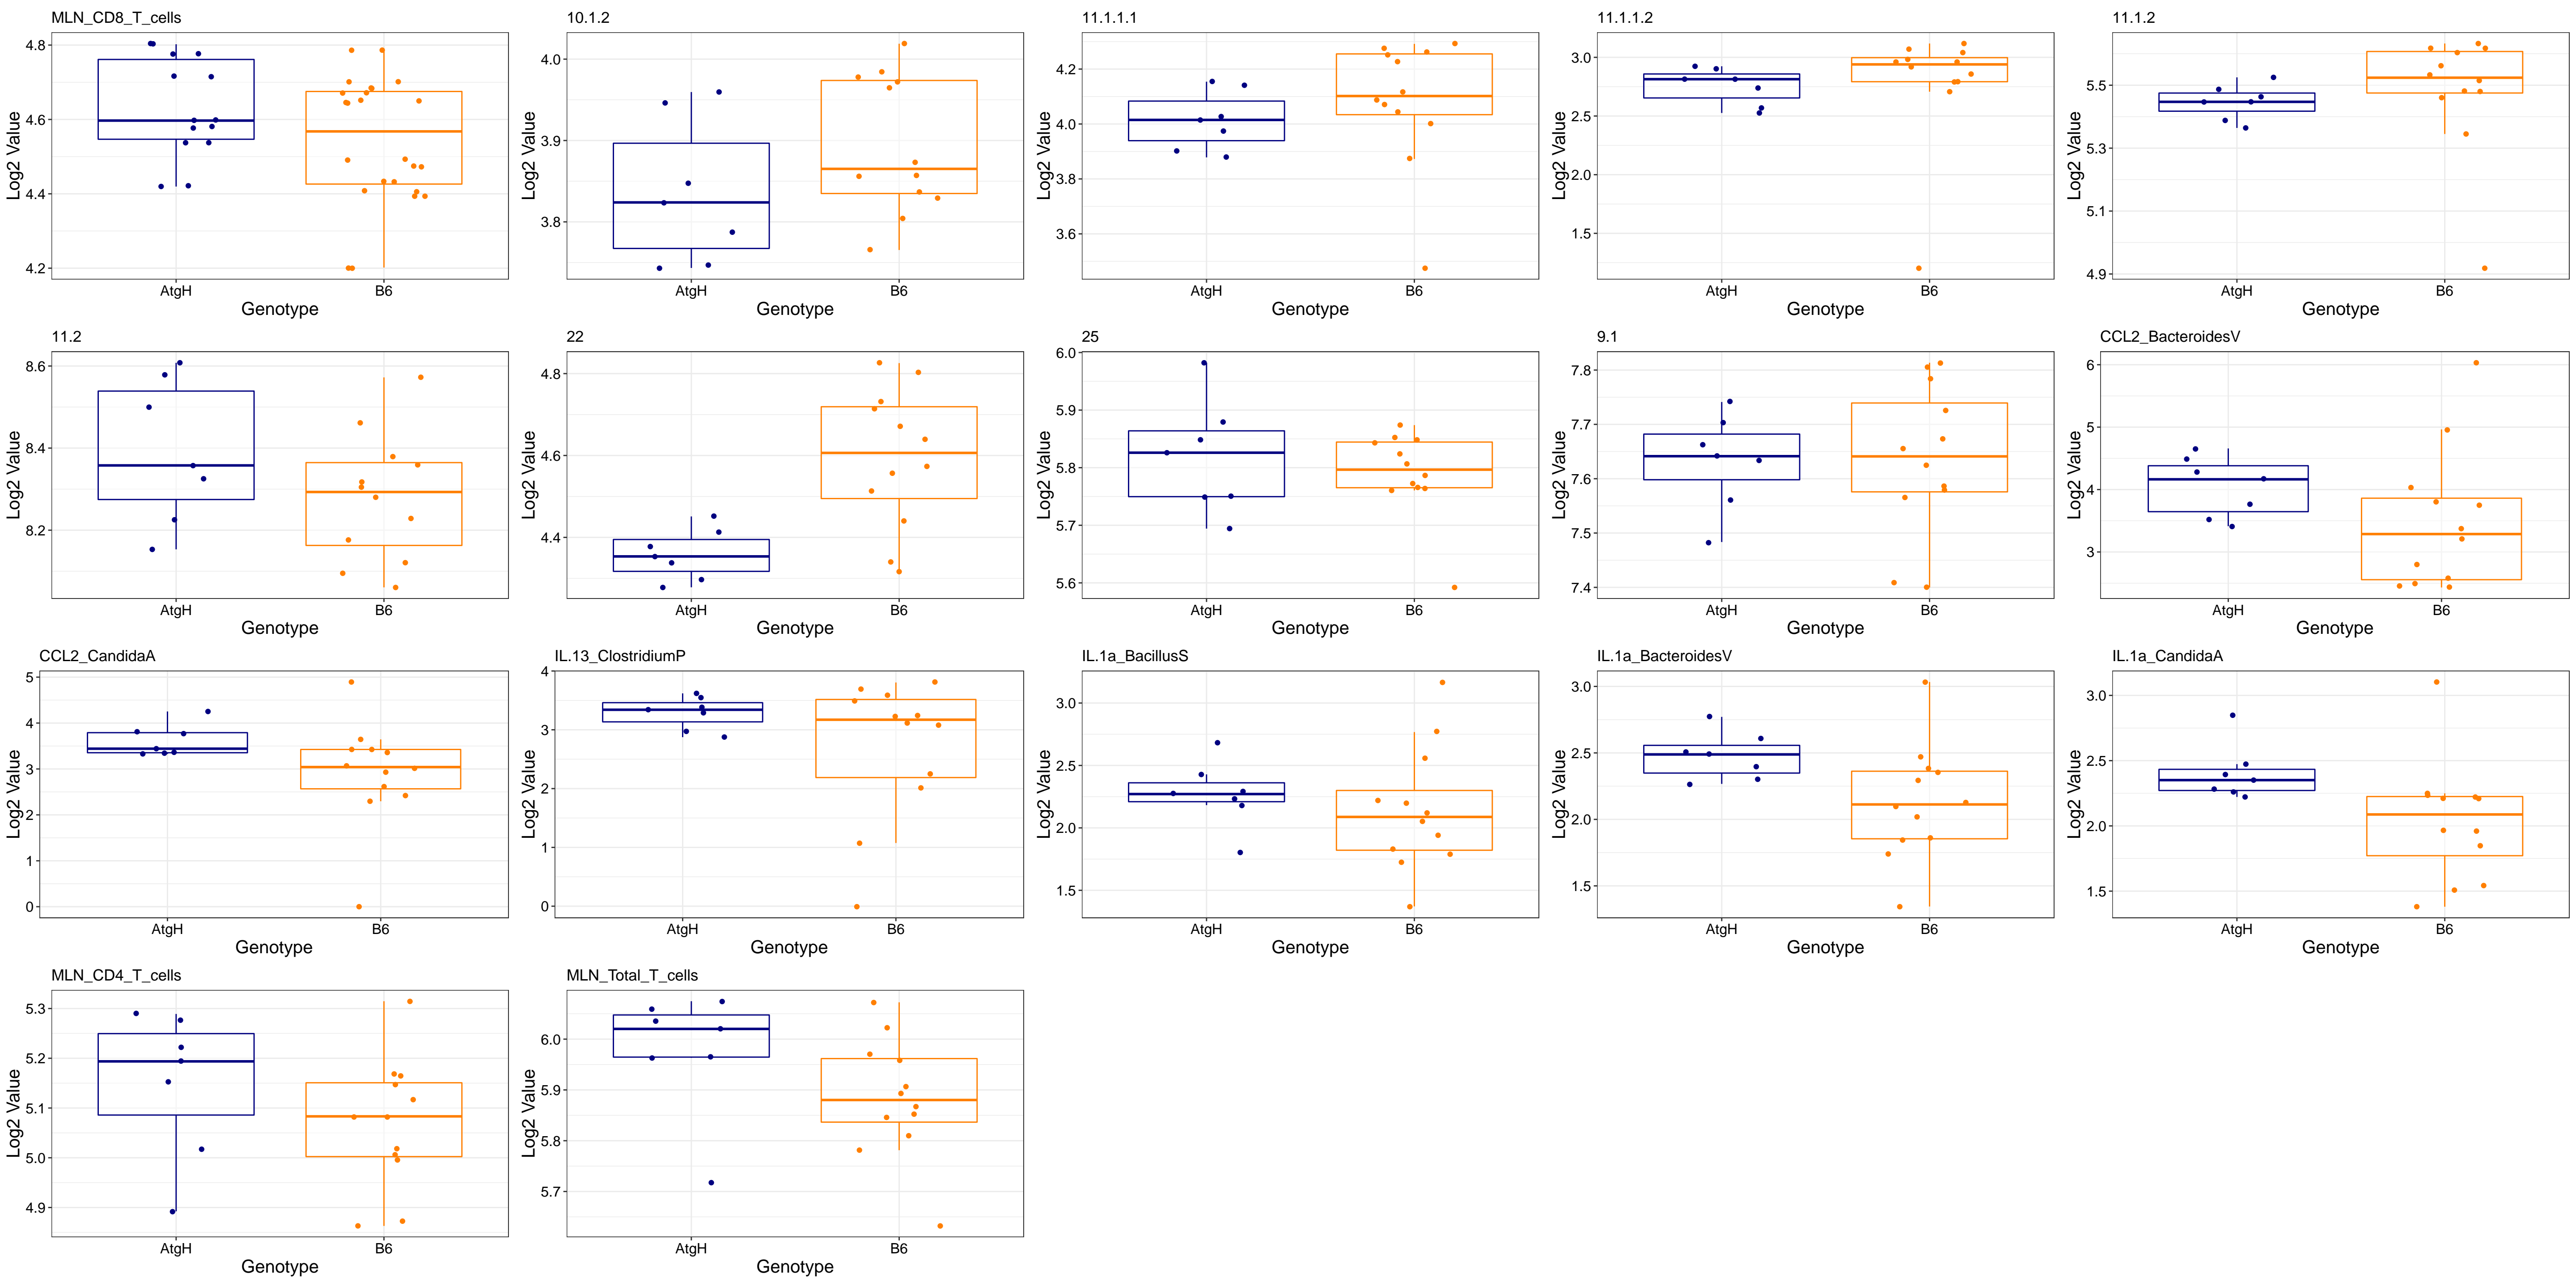 MLN_CD8_T_cells
Log2 Value
4.8
4.6
4.4
4.2
AtgH
B6
Genotype
10.1.2
Log2 Value
4.0
3.9
3.8
AtgH
B6
Genotype
11.1.1.1
Log2 Value
4.2
4.0
3.8
3.6
AtgH
B6
Genotype
11.1.1.2
Log2 Value
3.0
2.5
2.0
1.5
AtgH
B6
Genotype
11.1.2
Log2 Value
5.5
5.3
5.1
4.9
AtgH
B6
Genotype
11.2
Log2 Value
8.6
8.4
8.2
AtgH
B6
Genotype
22
Log2 Value
4.8
4.6
4.4
AtgH
B6
Genotype
25
Log2 Value
6.0
5.9
5.8
5.7
5.6
AtgH
B6
Genotype
9.1
Log2 Value
7.8
7.7
7.6
7.5
7.4
AtgH
B6
Genotype
CCL2_BacteroidesV
Log2 Value
6
5
4
3
AtgH
B6
Genotype
CCL2_CandidaA
Log2 Value
5
4
3
2
1
0
AtgH
B6
Genotype
IL.13_ClostridiumP
Log2 Value
4
3
2
1
0
AtgH
B6
Genotype
IL.1a_BacillusS
Log2 Value
3.0
2.5
2.0
1.5
AtgH
B6
Genotype
IL.1a_BacteroidesV
Log2 Value
3.0
2.5
2.0
1.5
AtgH
B6
Genotype
IL.1a_CandidaA
Log2 Value
3.0
2.5
2.0
1.5
AtgH
B6
Genotype
MLN_CD4_T_cells
Log2 Value
5.3
5.2
5.1
5.0
4.9
AtgH
B6
Genotype
MLN_Total_T_cells
Log2 Value
6.0
5.9
5.8
5.7
AtgH
B6
Genotype